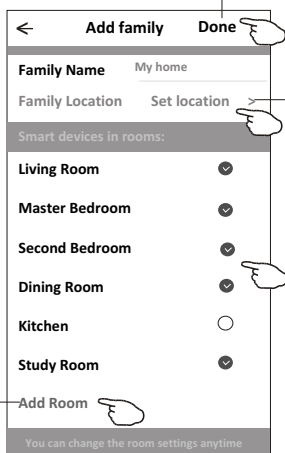 Add family Done
Family Name My home
Family Location Set location >
Smart devices in rooms:
Living Room
Master Bedroom
Second Bedroom
Dining Room
Kitchen
Study Room
Add Room
You can change the room settings anytime